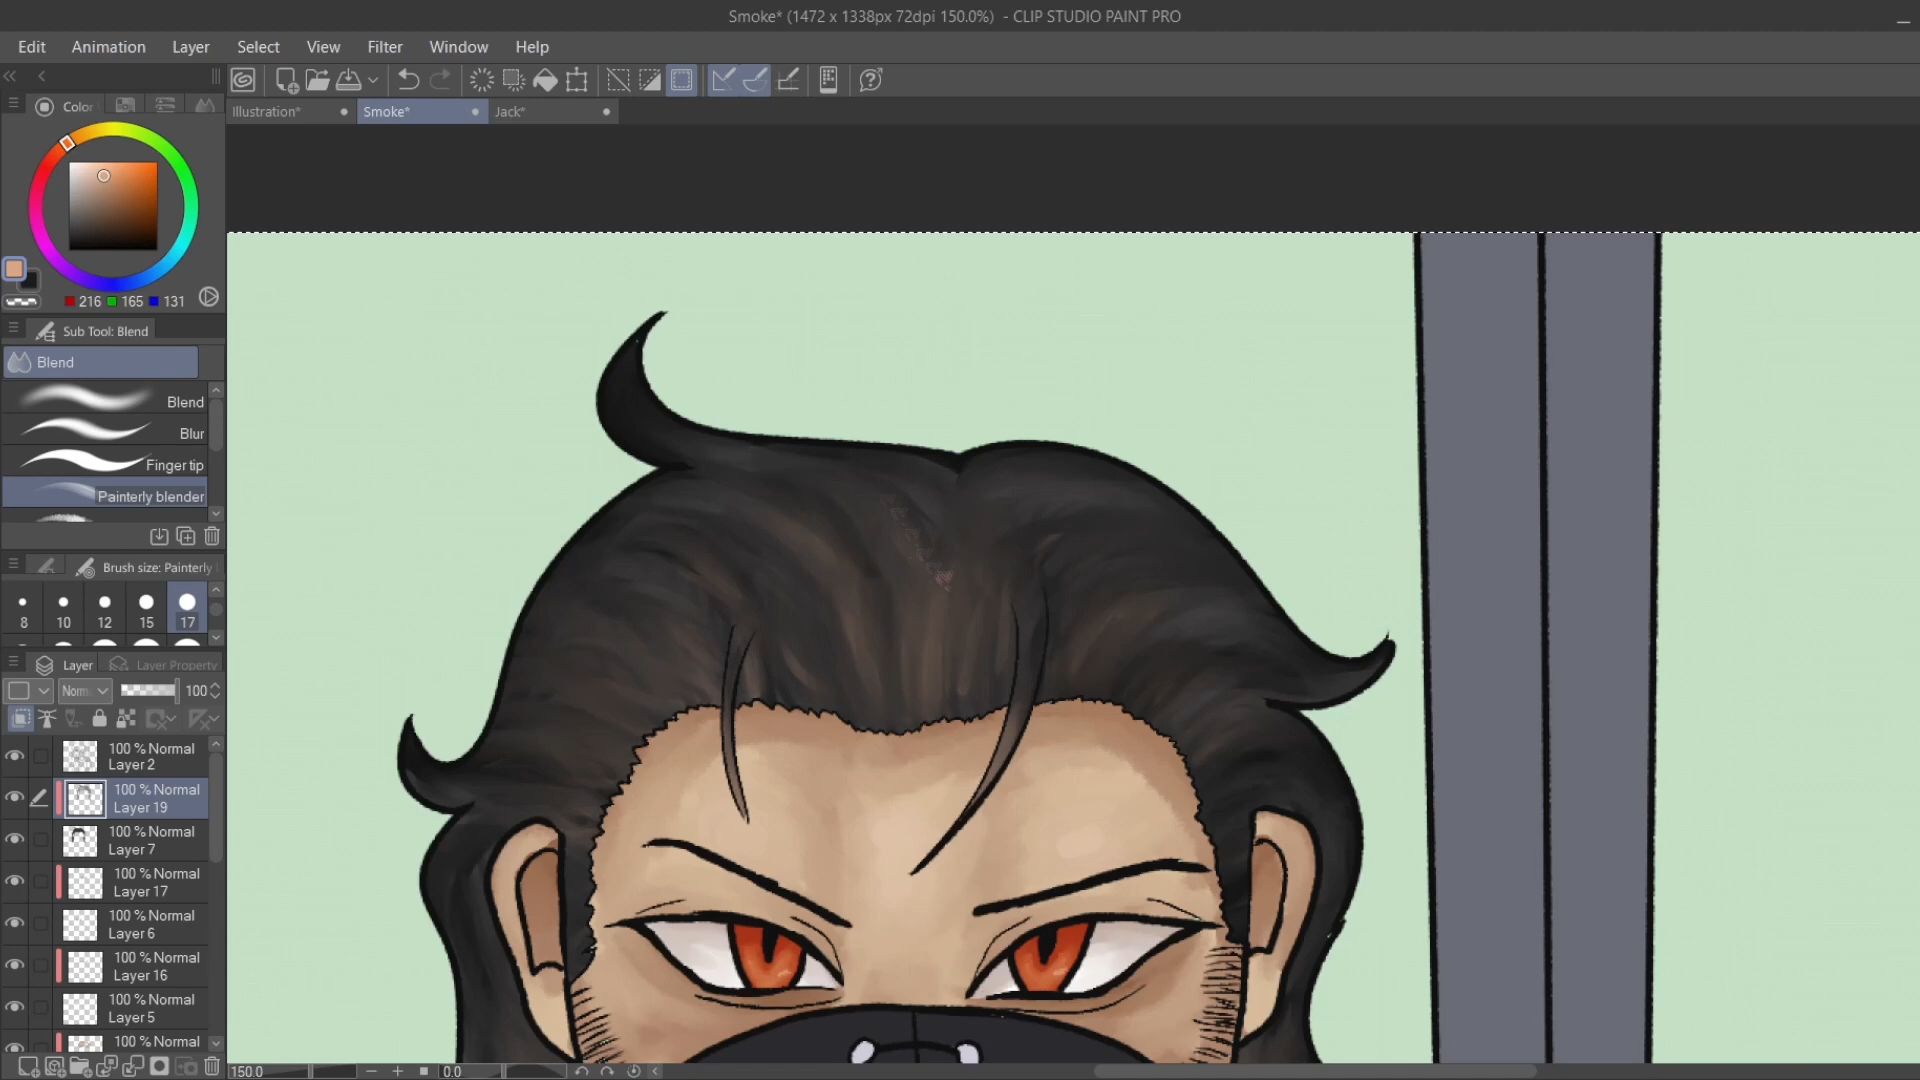 Smoke* (1472 x 1338px 72dpi 150.0%) - CLIP STUDIO PAINT PRO
Edit Animation Layer Select View Filter Window Help
Color
Illustration* Smoke* Jack*
216 165 131
Sub Tool: Blend
Blend
Blend
Blur
Finger tip
Painterly blender
Brush size: Painterly
8 10 12 15 17
Layer Layer Property
Norm 100
100 % Normal
Layer 2
100 % Normal
Layer 19
100 % Normal
Layer 7
100 % Normal
Layer 17
100 % Normal
Layer 6
100 % Normal
Layer 16
100 % Normal
Layer 5
100 % Normal
150.0 0.0